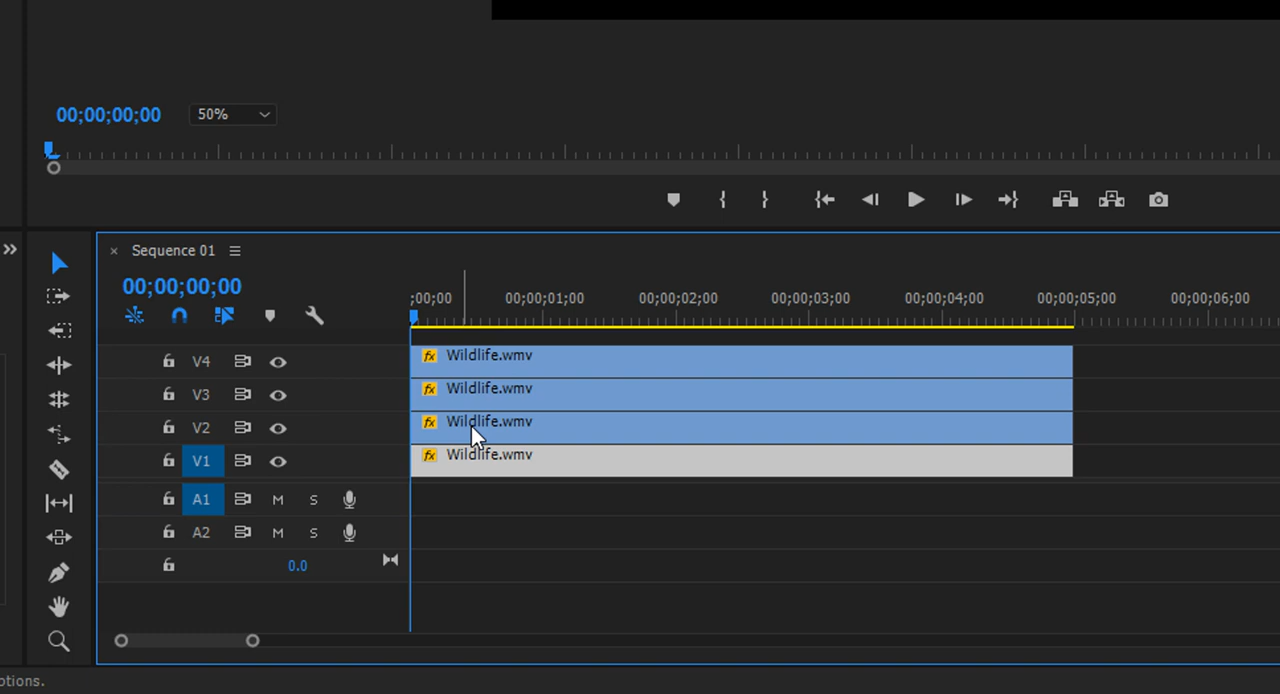 00;00;00;00 50%
Sequence 01
00;00;00;00
;00;00 00;00;01;00 00;00;02;00 00;00;03;00 00;00;04;00 00;00;05;00 00;00;06;00
V4 fx Wildlife.wmv
V3 fx Wildlife.wmv
V2 fx Wildlife.wmv
V1 fx Wildlife.wmv
A1 M S
A2 M S
0.0
ptions.